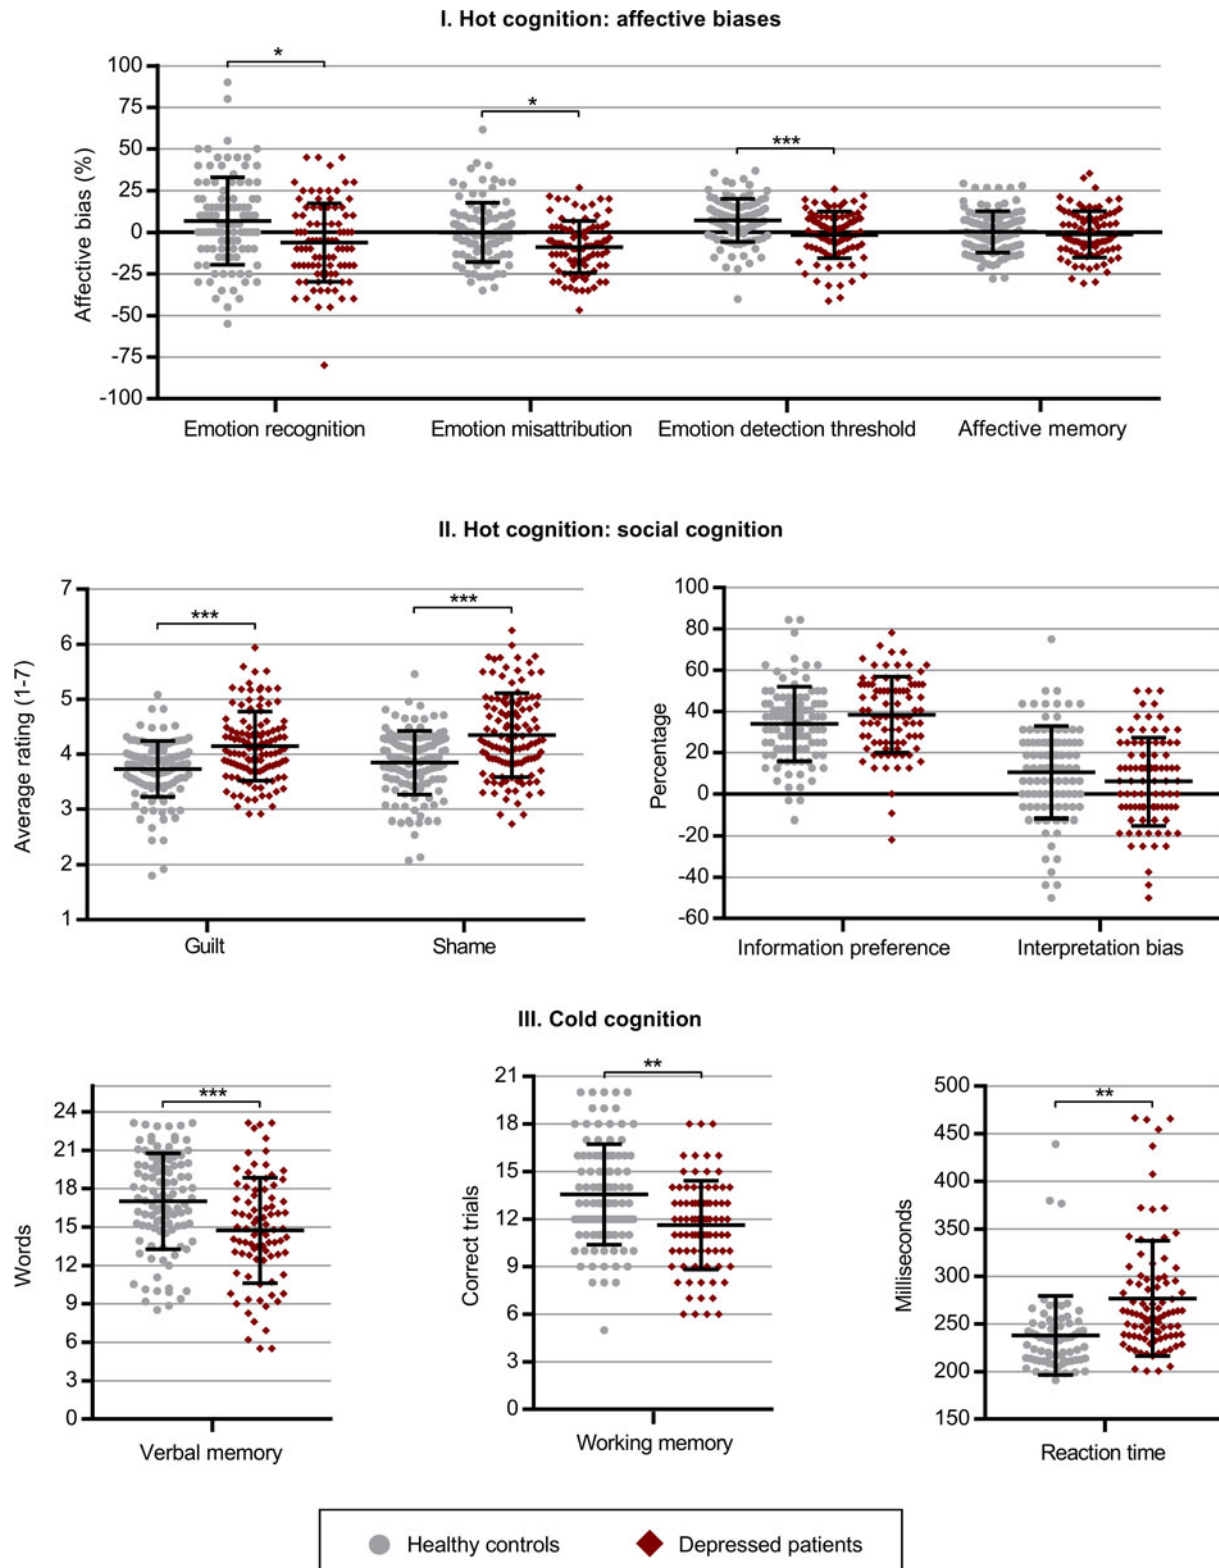 I. Hot cognition: affective biases
Affective bias (%)
100
75
50
25
0
-25
-50
-75
-100
*
*
***
Emotion recognition
Emotion misattribution
Emotion detection threshold
Affective memory
II. Hot cognition: social cognition
Average rating (1-7)
7
6
5
4
3
2
1
***
***
Guilt
Shame
Percentage
100
80
60
40
20
0
-20
-40
-60
Information preference
Interpretation bias
III. Cold cognition
Words
24
21
18
15
12
9
6
3
0
***
Verbal memory
Correct trials
21
18
15
12
9
6
3
0
**
Working memory
Milliseconds
500
450
400
350
300
250
200
150
**
Reaction time
Healthy controls
Depressed patients